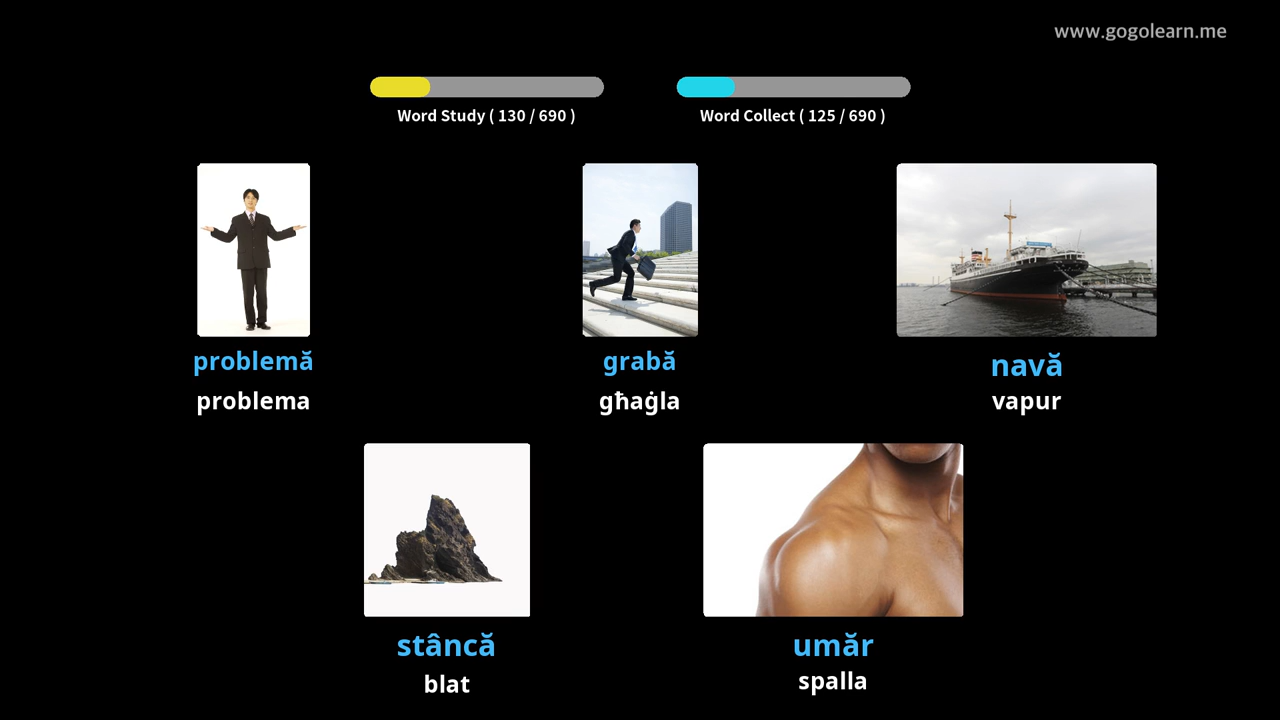 www.gogolearn.me
Word Study ( 130 / 690 )
Word Collect ( 125 / 690 )
problemă
problema
grabă
għaġla
navă
vapur
stâncă
blat
umăr
spalla